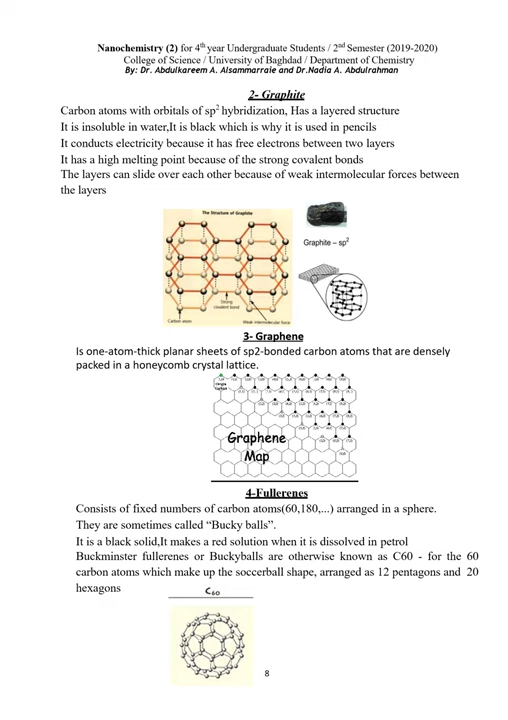 Nanochemistry (2) for 4th year Undergraduate Students / 2nd Semester (2019-2020)
College of Science / University of Baghdad / Department of Chemistry
By: Dr. Abdulkareem A. Alsammarraie and Dr.Nadia A. Abdulrahman
2- Graphite
Carbon atoms with orbitals of sp2 hybridization, Has a layered structure
It is insoluble in water,It is black which is why it is used in pencils
It conducts electricity because it has free electrons between two layers
It has a high melting point because of the strong covalent bonds
The layers can slide over each other because of weak intermolecular forces between
the layers
The Structure of Graphite
Graphite – sp2
Strong
covalent bond
Carbon atom
Weak intermolecular force
3- Graphene
Is one-atom-thick planar sheets of sp2-bonded carbon atoms that are densely
packed in a honeycomb crystal lattice.
Graphene
Map
4-Fullerenes
Consists of fixed numbers of carbon atoms(60,180,...) arranged in a sphere.
They are sometimes called “Bucky balls”.
It is a black solid,It makes a red solution when it is dissolved in petrol
Buckminster fullerenes or Buckyballs are otherwise known as C60 - for the 60
carbon atoms which make up the soccerball shape, arranged as 12 pentagons and 20
hexagons
C60
8